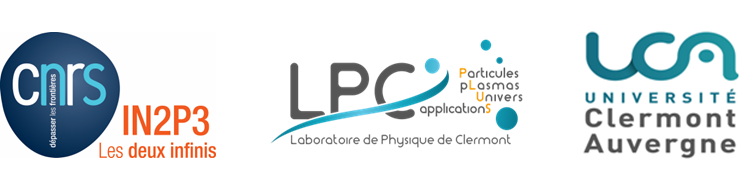 cnrs
dépasser les frontières
IN2P3
Les deux infinis
LPC
Particules
pLasmas
Univers
applicationS
Laboratoire de Physique de Clermont
UCA
UNIVERSITÉ
Clermont
Auvergne